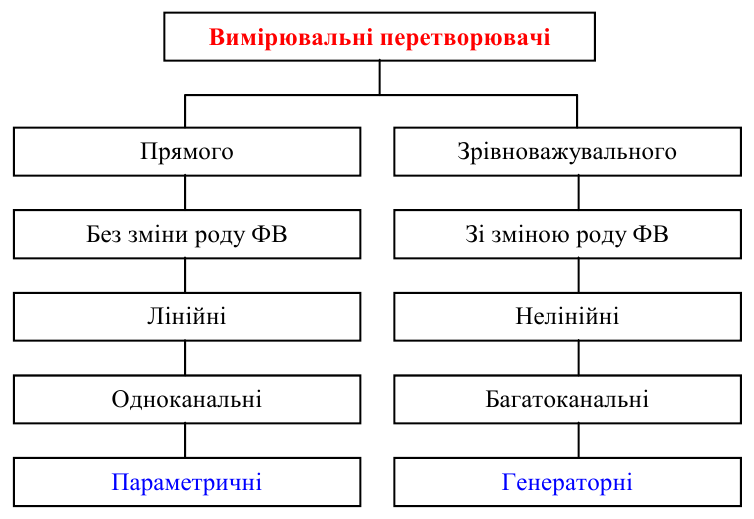 Вимірювальні перетворювачі
Прямого
Зрівноважувального
Без зміни роду ФВ
Зі зміною роду ФВ
Лінійні
Нелінійні
Одноканальні
Багатоканальні
Параметричні
Генераторні